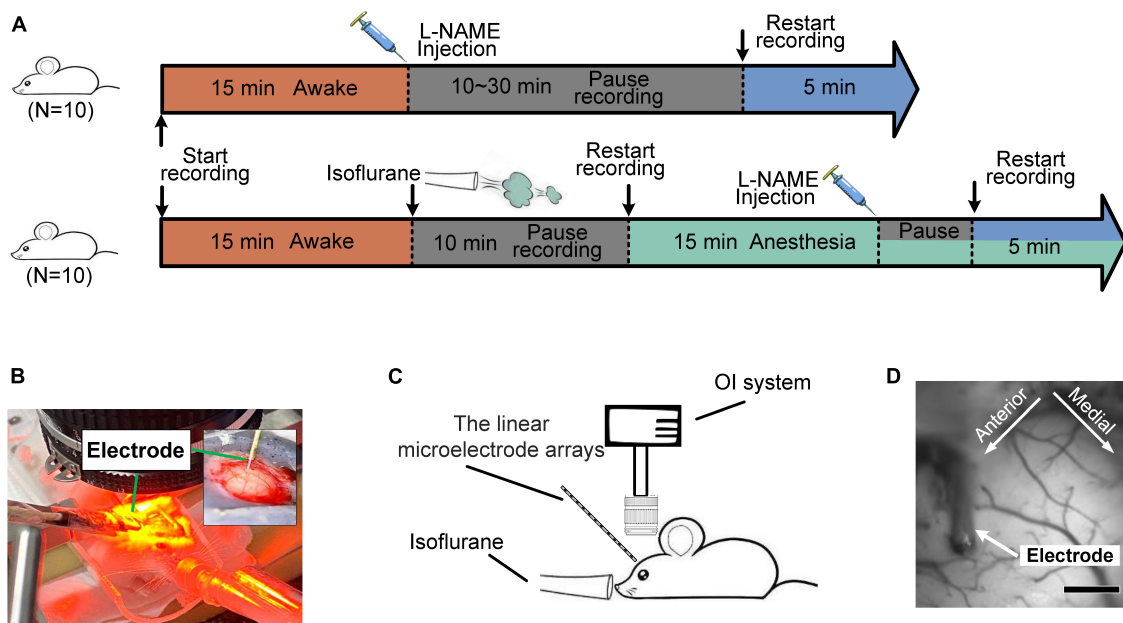 A
L-NAME
Injection
Restart
recording
15 min Awake
10~30 min
Pause
recording
5 min
(N=10)
Start
recording
Isoflurane
Restart
recording
L-NAME
Injection
Restart
recording
15 min Awake
10 min
Pause
recording
15 min Anesthesia
Pause
5 min
(N=10)
B
Electrode
C
OI system
The linear
microelectrode arrays
Isoflurane
D
Anterior
Medial
Electrode